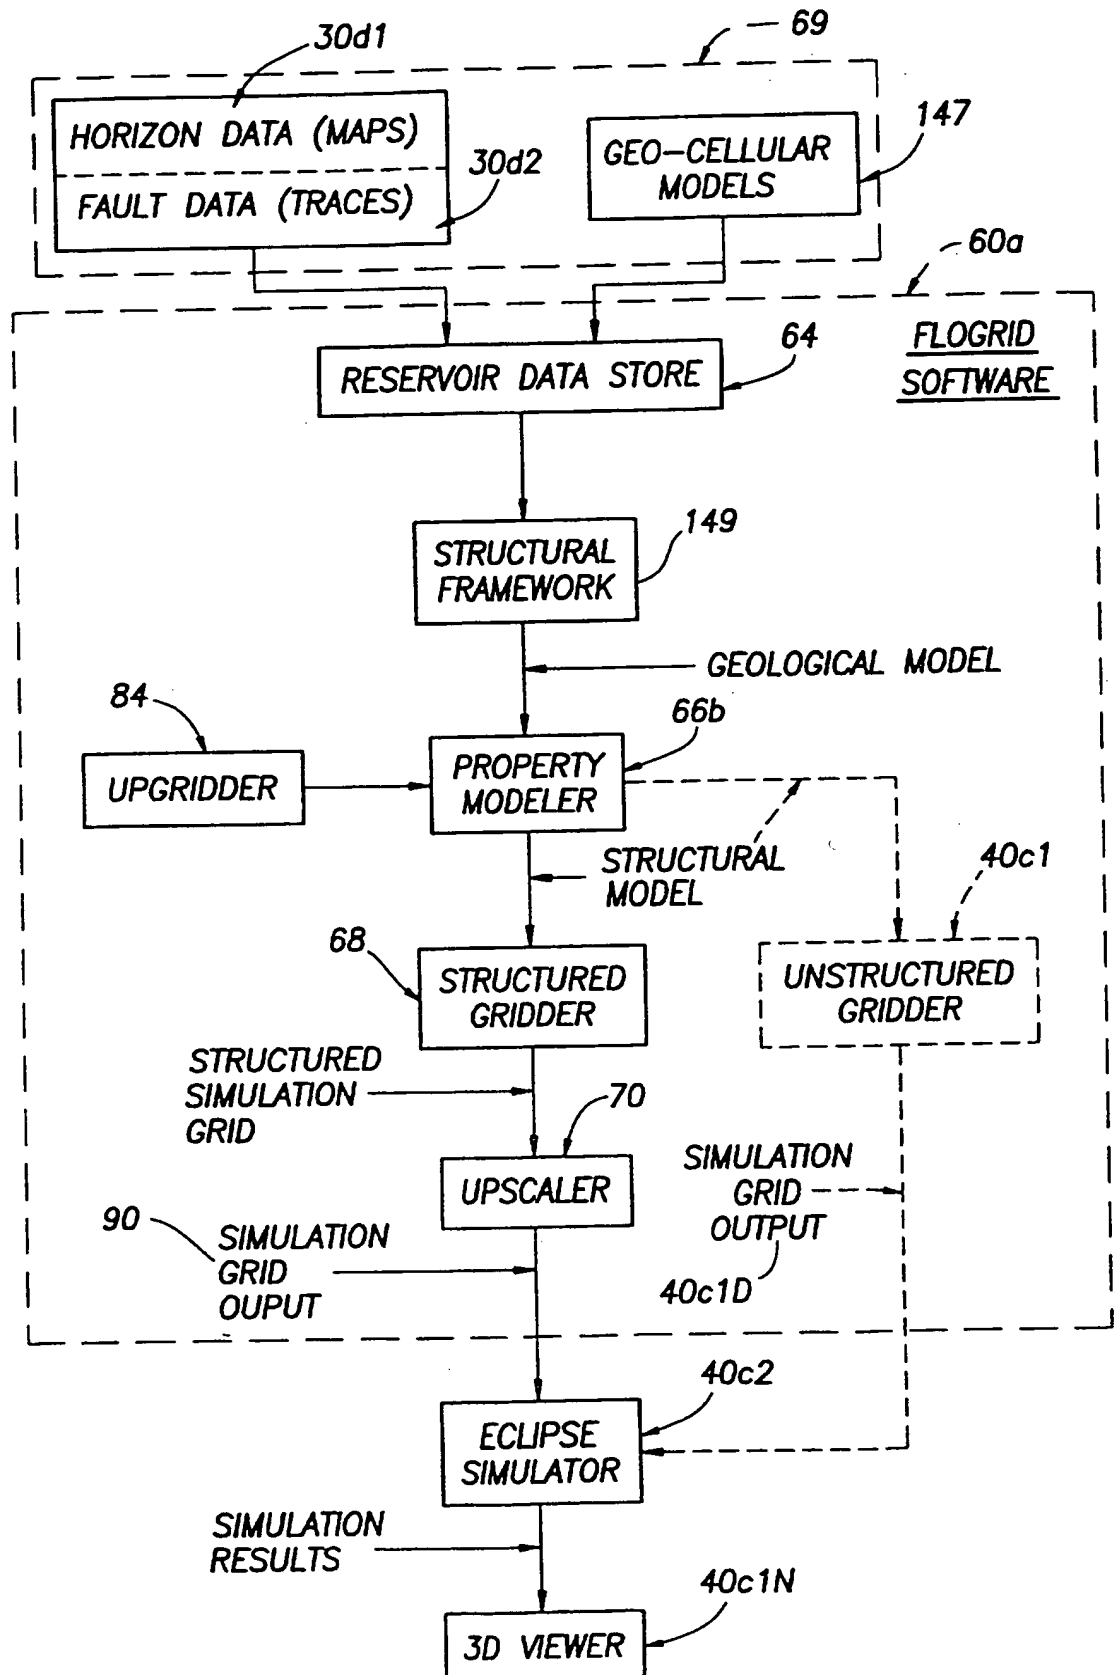 30d1
69
HORIZON DATA (MAPS)
147
GEO-CELLULAR
MODELS
30d2
FAULT DATA (TRACES)
60a
FLOGRID
SOFTWARE
64
RESERVOIR DATA STORE
149
STRUCTURAL
FRAMEWORK
GEOLOGICAL MODEL
84
66b
UPGRIDDER
PROPERTY
MODELER
STRUCTURAL
MODEL
40c1
68
STRUCTURED
GRIDDER
UNSTRUCTURED
GRIDDER
STRUCTURED
SIMULATION
GRID
70
UPSCALER
SIMULATION
GRID
OUTPUT
40c1D
90
SIMULATION
GRID
OUPUT
40c2
ECLIPSE
SIMULATOR
SIMULATION
RESULTS
40c1N
3D VIEWER